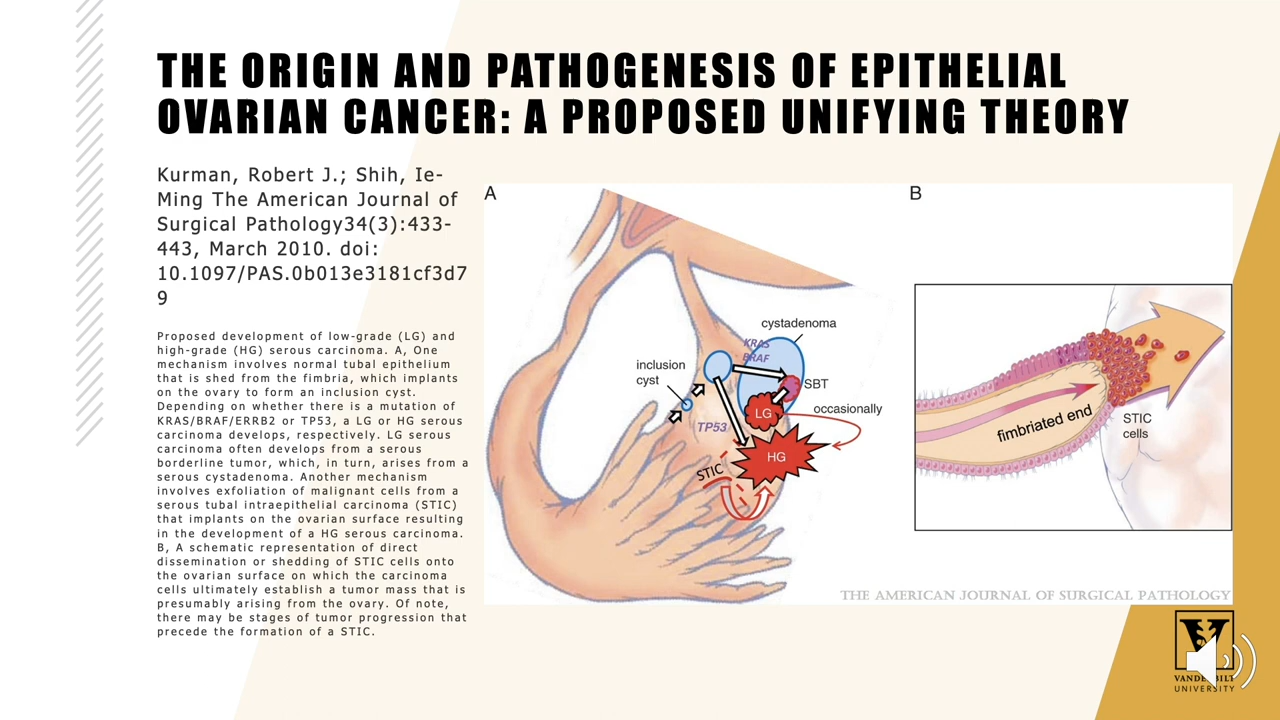 THE ORIGIN AND PATHOGENESIS OF EPITHELIAL
OVARIAN CANCER: A PROPOSED UNIFYING THEORY
Kurman, Robert J.; Shih, Ie-
Ming The American Journal of
Surgical Pathology34(3):433-
443, March 2010. doi:
10.1097/PAS.0b013e3181cf3d7
9
Proposed development of low-grade (LG) and
high-grade (HG) serous carcinoma. A, One
mechanism involves normal tubal epithelium
that is shed from the fimbria, which implants
on the ovary to form an inclusion cyst.
Depending on whether there is a mutation of
KRAS/BRAF/ERRB2 or TP53, a LG or HG serous
carcinoma develops, respectively. LG serous
carcinoma often develops from a serous
borderline tumor, which, in turn, arises from a
serous cystadenoma. Another mechanism
involves exfoliation of malignant cells from a
serous tubal intraepithelial carcinoma (STIC)
that implants on the ovarian surface resulting
in the development of a HG serous carcinoma.
B, A schematic representation of direct
dissemination or shedding of STIC cells onto
the ovarian surface on which the carcinoma
cells ultimately establish a tumor mass that is
presumably arising from the ovary. Of note,
there may be stages of tumor progression that
precede the formation of a STIC.
A
cystadenoma
KRAS
BRAF
inclusion
cyst
SBT
LG
occasionally
TP53
HG
STIC
B
fimbriated end
STIC
cells
THE AMERICAN JOURNAL OF SURGICAL PATHOLOGY
V
VANDERBILT
UNIVERSITY